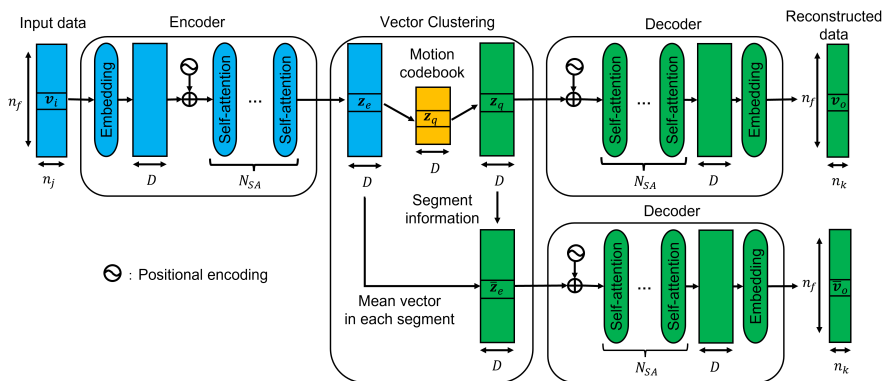 Input data
Encoder
Vector Clustering
Decoder
Reconstructed
data
Motion
codebook
n_f
v_i
Embedding
Self-attention
...
Self-attention
z_e
z_q
z_q
Self-attention
...
Self-attention
Embedding
n_f
v_o
n_j
D
N_SA
D
D
D
N_SA
D
n_k
Segment
information
Decoder
: Positional encoding
Mean vector
in each segment
z̄_e
Self-attention
...
Self-attention
Embedding
n_f
v̄_o
D
N_SA
D
n_k